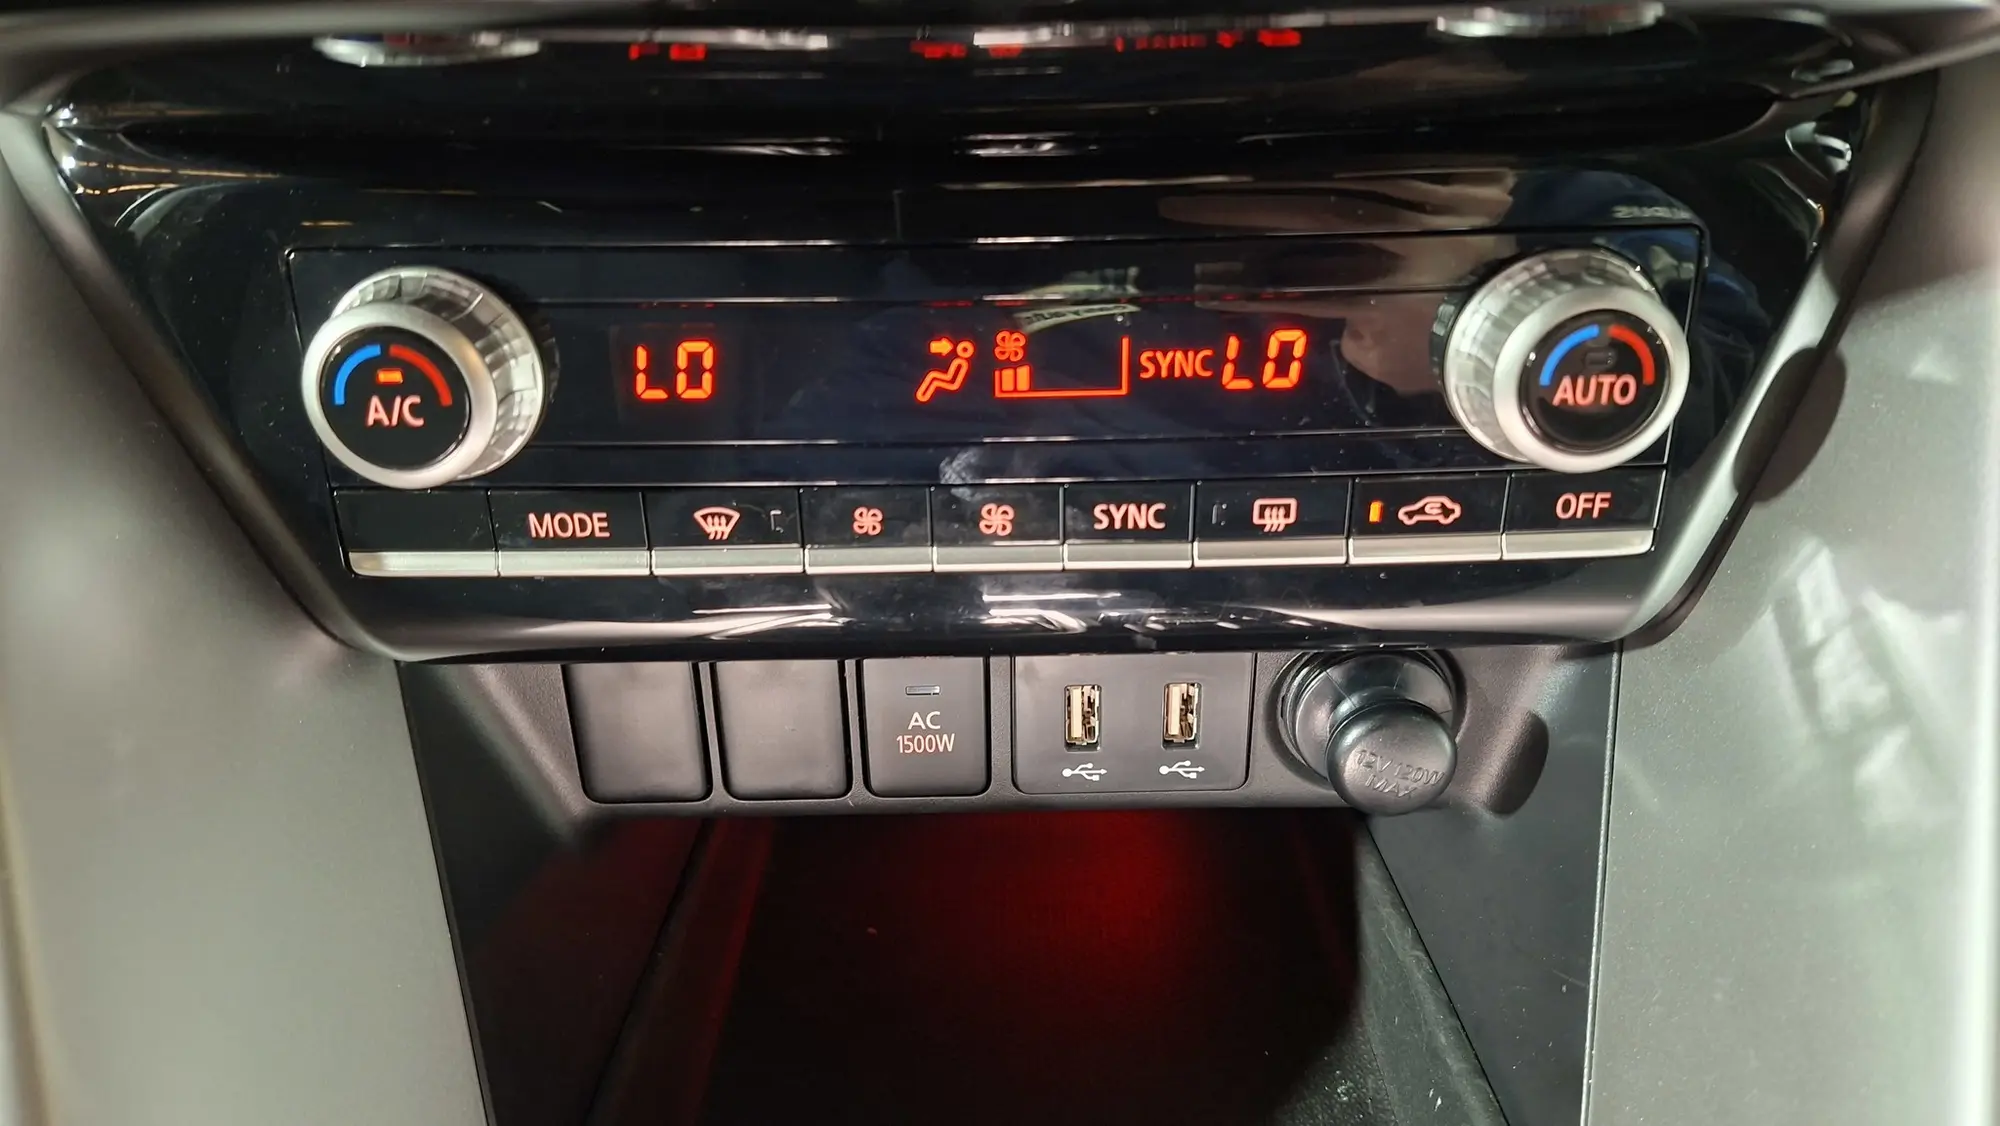 LO SYNC LO
A/C
AUTO
MODE SYNC OFF
AC
1500W
12V 120W
MAX